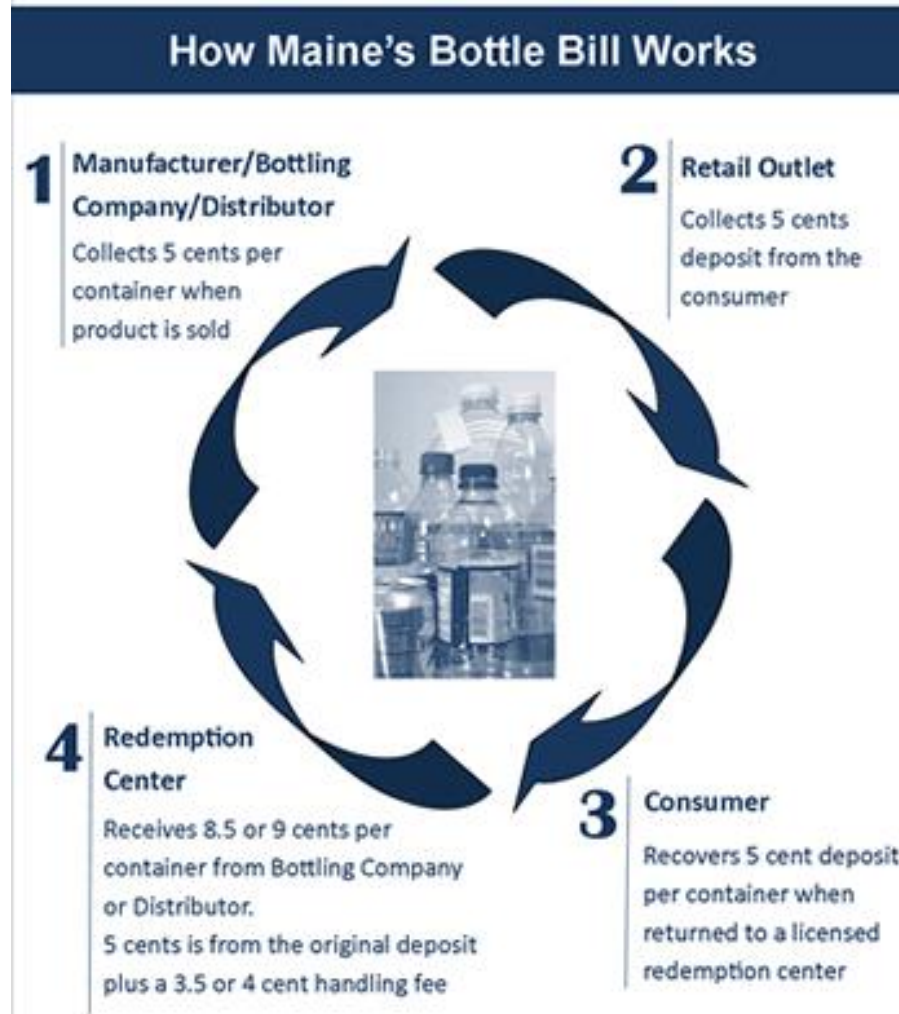 How Maine's Bottle Bill Works
1
Manufacturer/Bottling
Company/Distributor
Collects 5 cents per
container when
product is sold
2
Retail Outlet
Collects 5 cents
deposit from the
consumer
3
Consumer
Recovers 5 cent deposit
per container when
returned to a licensed
redemption center
4
Redemption
Center
Receives 8.5 or 9 cents per
container from Bottling Company
or Distributor.
5 cents is from the original deposit
plus a 3.5 or 4 cent handling fee